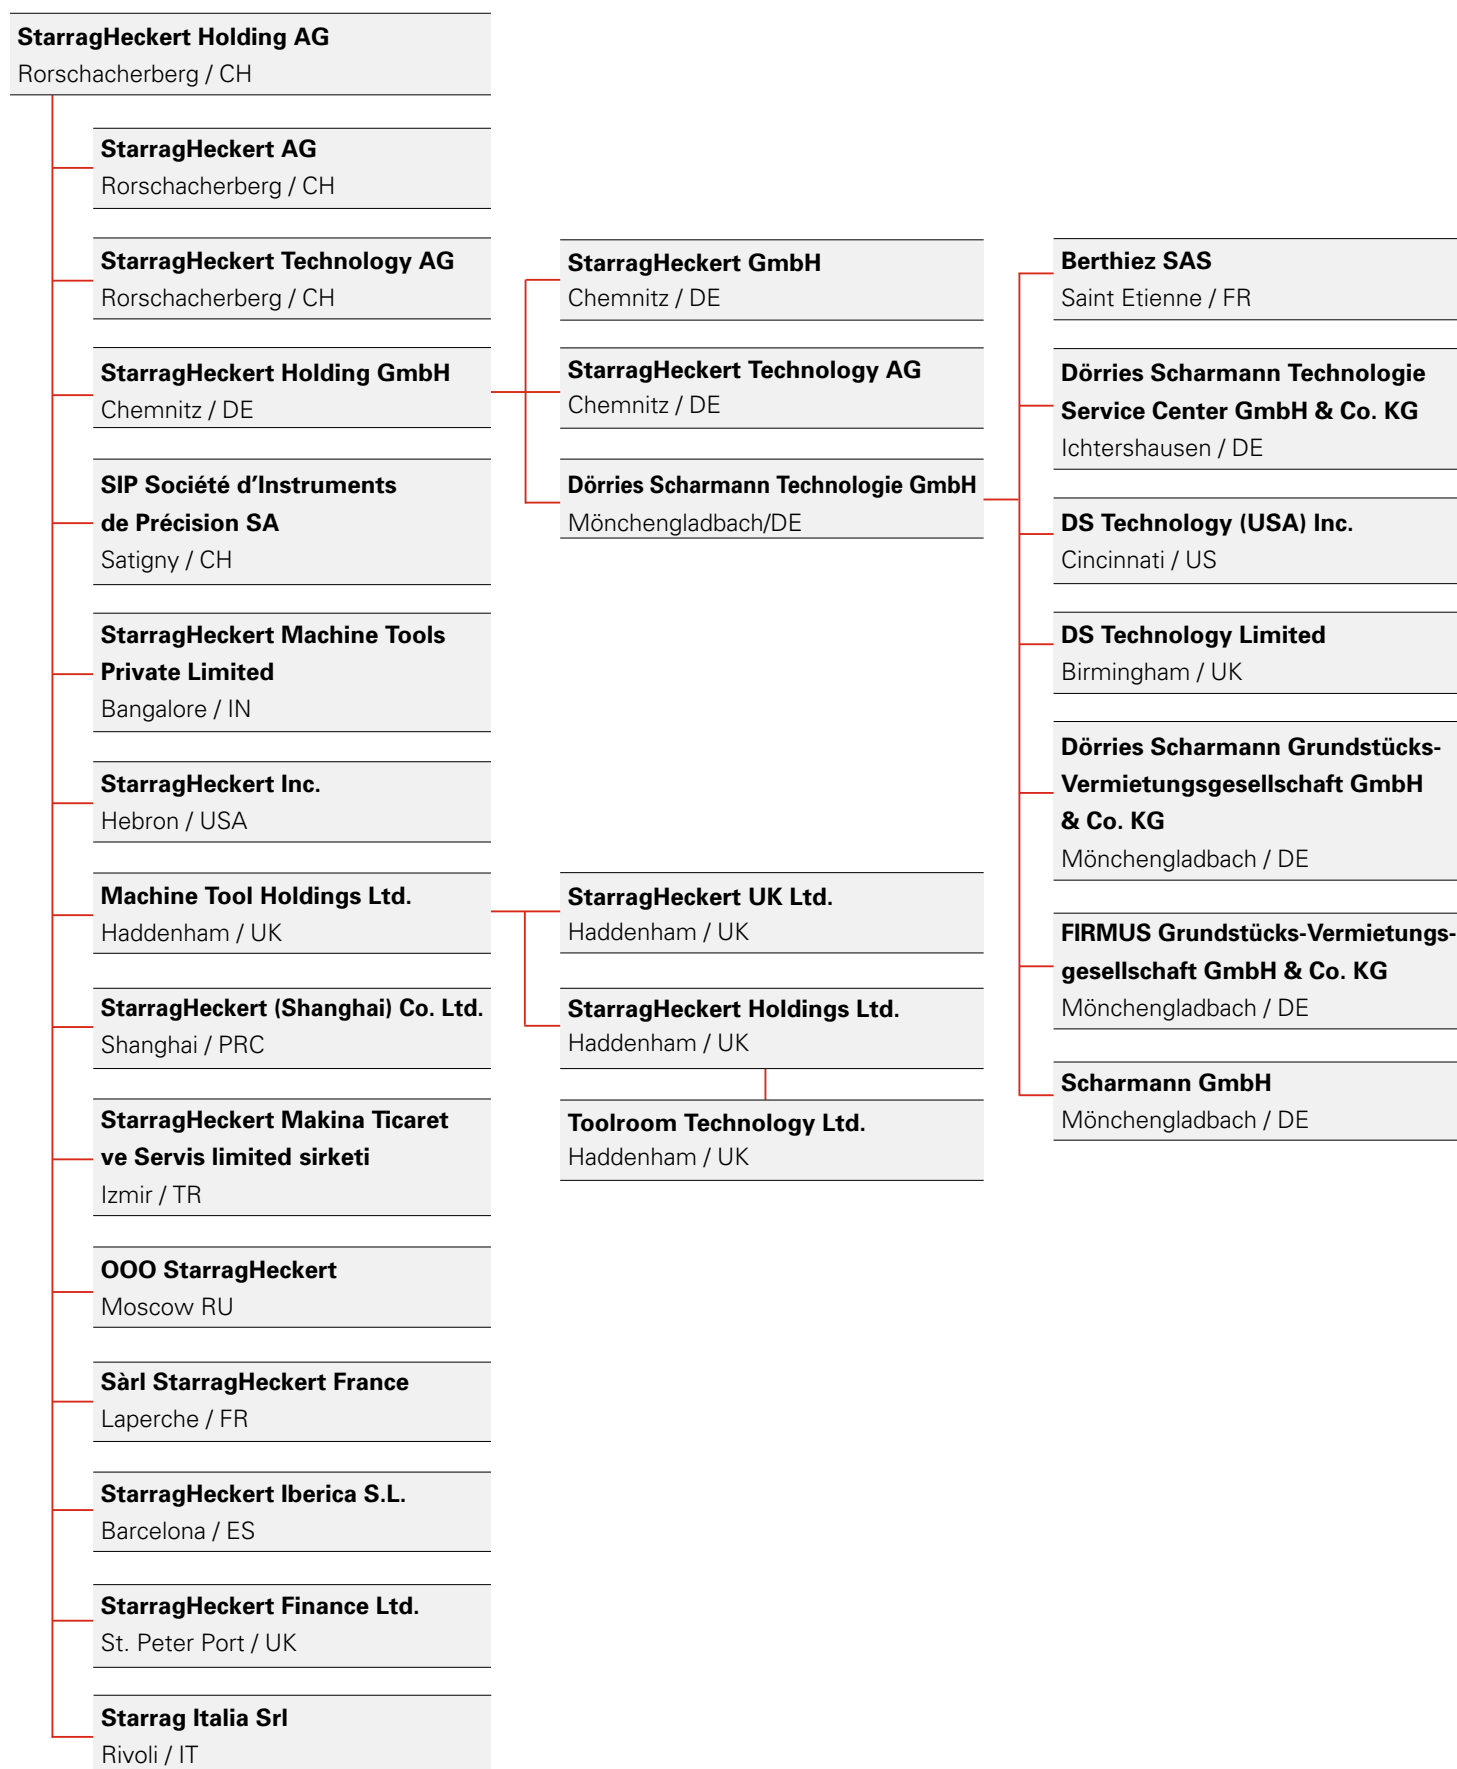 StarragHeckert Holding AG
Rorschacherberg / CH
StarragHeckert AG
Rorschacherberg / CH
StarragHeckert Technology AG
Rorschacherberg / CH
StarragHeckert Holding GmbH
Chemnitz / DE
SIP Société d’Instruments
de Précision SA
Satigny / CH
StarragHeckert Machine Tools
Private Limited
Bangalore / IN
StarragHeckert Inc.
Hebron / USA
Machine Tool Holdings Ltd.
Haddenham / UK
StarragHeckert (Shanghai) Co. Ltd.
Shanghai / PRC
StarragHeckert Makina Ticaret
ve Servis limited sirketi
Izmir / TR
OOO StarragHeckert
Moscow RU
Sàrl StarragHeckert France
Laperche / FR
StarragHeckert Iberica S.L.
Barcelona / ES
StarragHeckert Finance Ltd.
St. Peter Port / UK
Starrag Italia Srl
Rivoli / IT
StarragHeckert GmbH
Chemnitz / DE
StarragHeckert Technology AG
Chemnitz / DE
Dörries Scharmann Technologie GmbH
Mönchengladbach/DE
StarragHeckert UK Ltd.
Haddenham / UK
StarragHeckert Holdings Ltd.
Haddenham / UK
Toolroom Technology Ltd.
Haddenham / UK
Berthiez SAS
Saint Etienne / FR
Dörries Scharmann Technologie
Service Center GmbH & Co. KG
Ichtershausen / DE
DS Technology (USA) Inc.
Cincinnati / US
DS Technology Limited
Birmingham / UK
Dörries Scharmann Grundstücks-
Vermietungsgesellschaft GmbH
& Co. KG
Mönchengladbach / DE
FIRMUS Grundstücks-Vermietungs-
gesellschaft GmbH & Co. KG
Mönchengladbach / DE
Scharmann GmbH
Mönchengladbach / DE